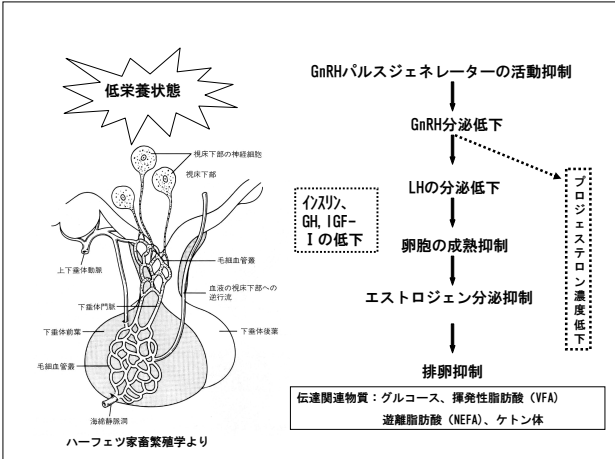 低栄養状態
視床下部の神経細胞
視床下部
上下垂体動脈
毛細血管叢
血液の視床下部への
逆行流
下垂体門脈
下垂体前葉
下垂体後葉
毛細血管叢
海綿静脈洞
ハーフェツ家畜繁殖学より
GnRHパルスジェネレーターの活動抑制
GnRH分泌低下
LHの分泌低下
インスリン、
GH, IGF-
Ⅰの低下
卵胞の成熟抑制
エストロジェン分泌抑制
排卵抑制
プロジェステロン濃度低下
伝達関連物質：グルコース、揮発性脂肪酸（VFA）
遊離脂肪酸（NEFA）、ケトン体